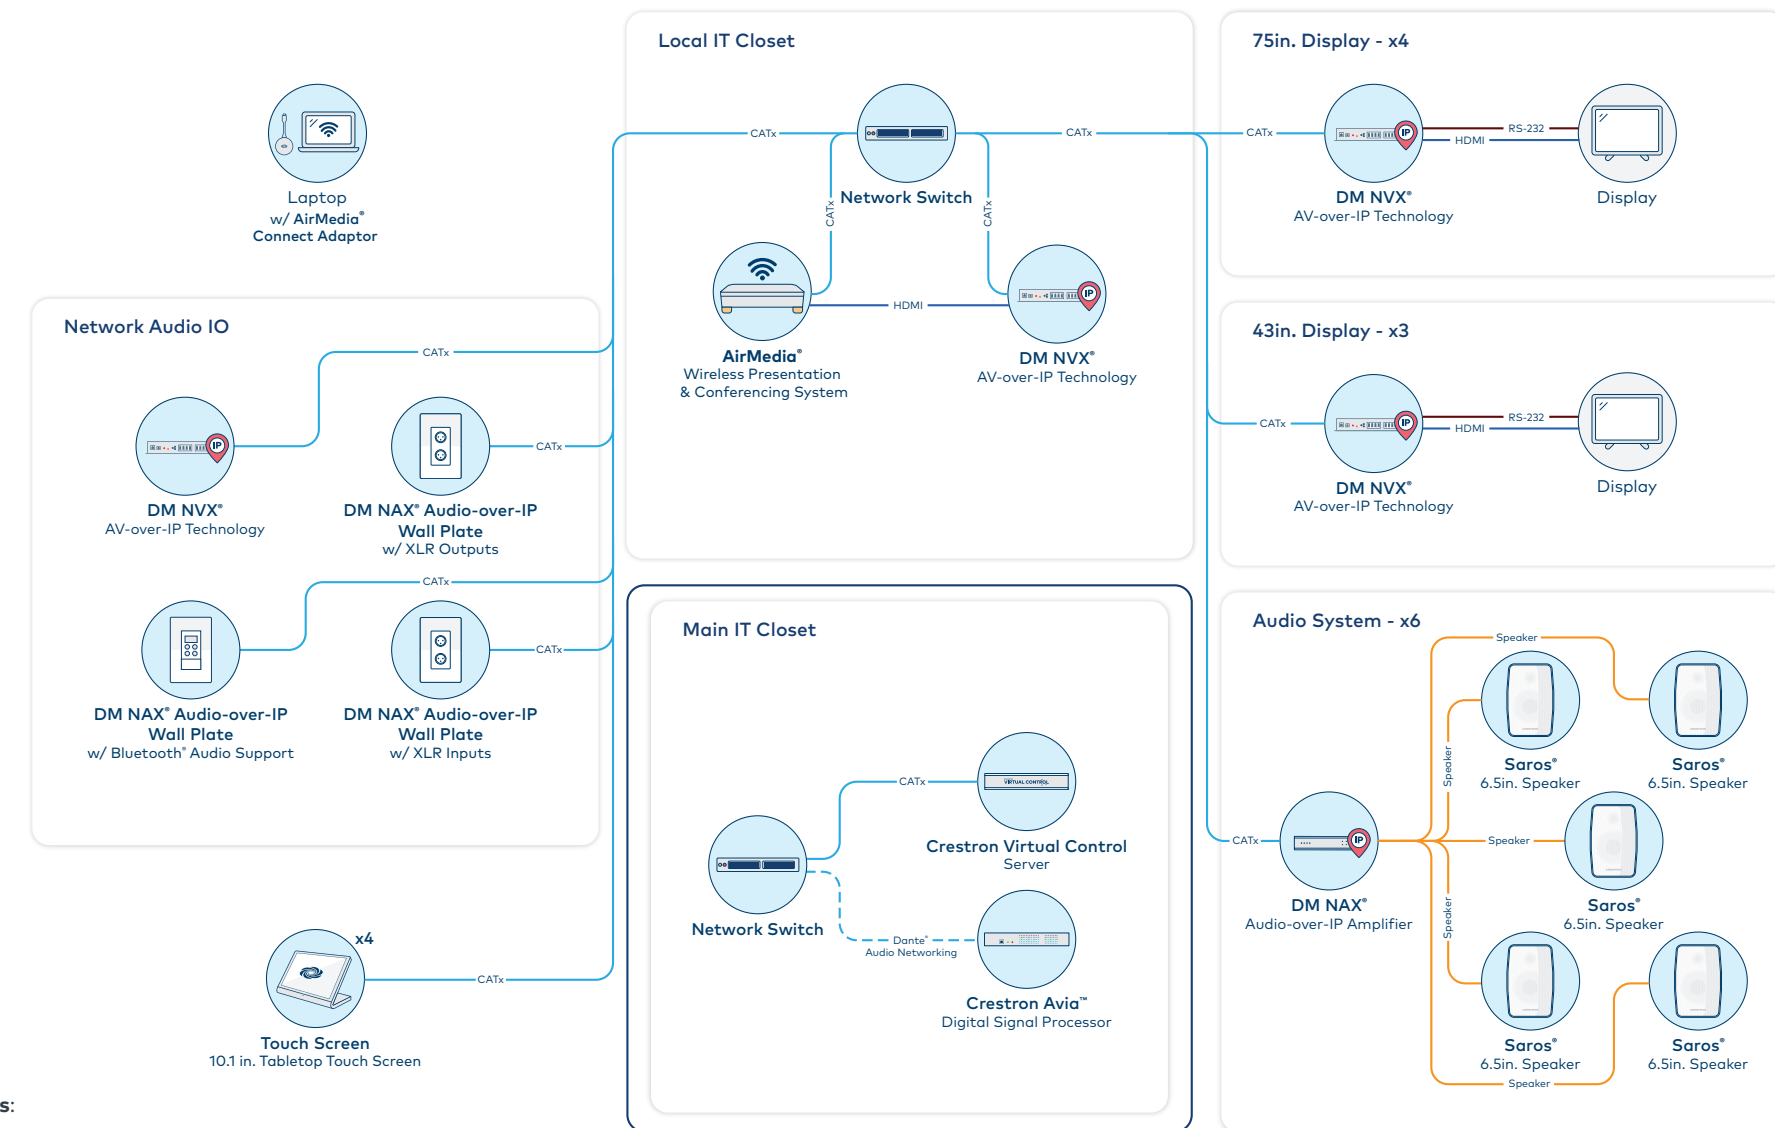 Local IT Closet
75in. Display - x4
CATx
CATx
CATx
RS-232
HDMI
Laptop
w/ AirMedia®
Connect Adaptor
Network Switch
CATx
CATx
DM NVX®
AV-over-IP Technology
Display
IP
HDMI
IP
AirMedia®
Wireless Presentation
& Conferencing System
DM NVX®
AV-over-IP Technology
IP
Network Audio IO
CATx
IP
CATx
DM NVX®
AV-over-IP Technology
DM NAX® Audio-over-IP
Wall Plate
w/ XLR Outputs
CATx
CATx
DM NAX® Audio-over-IP
Wall Plate
w/ Bluetooth® Audio Support
DM NAX® Audio-over-IP
Wall Plate
w/ XLR Inputs
43in. Display - x3
CATx
IP
RS-232
HDMI
DM NVX®
AV-over-IP Technology
Display
Main IT Closet
CATx
VIRTUAL CONTROL
Crestron Virtual Control
Server
Network Switch
Dante®
Audio Networking
Crestron Avia™
Digital Signal Processor
Audio System - x6
Speaker
Speaker
Saros®
6.5in. Speaker
Saros®
6.5in. Speaker
CATx
IP
Speaker
DM NAX®
Audio-over-IP Amplifier
Saros®
6.5in. Speaker
Speaker
Saros®
6.5in. Speaker
Saros®
6.5in. Speaker
Speaker
x4
CATx
Touch Screen
10.1 in. Tabletop Touch Screen
s: